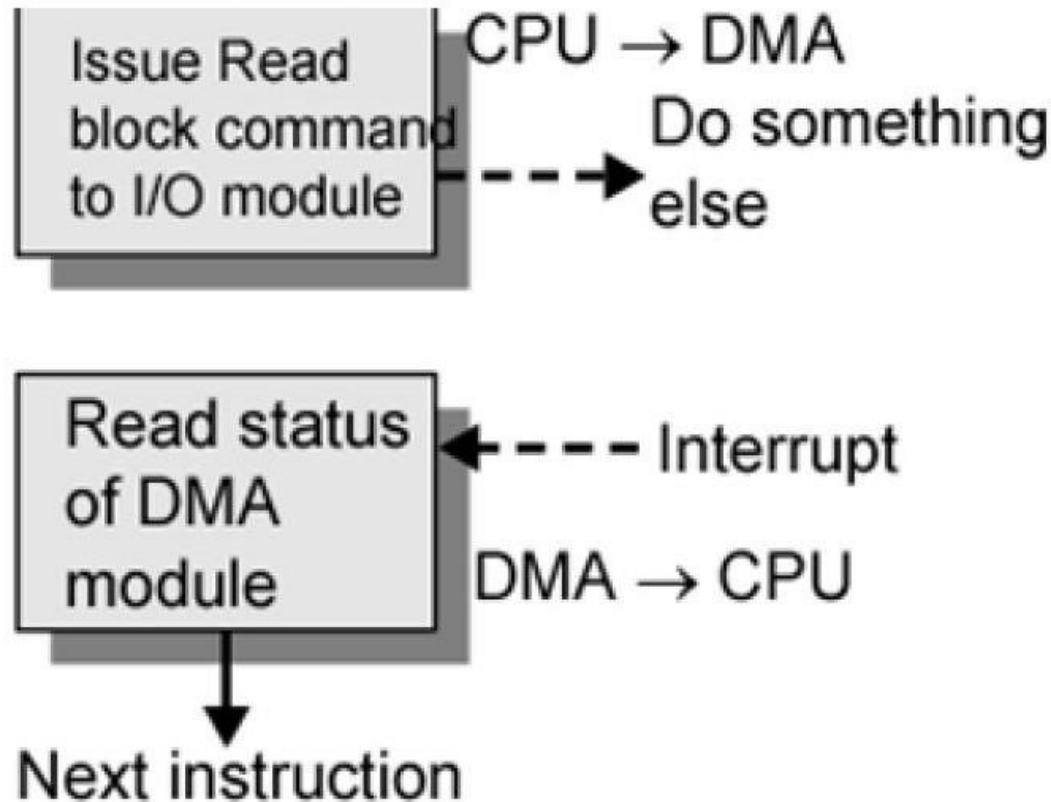 Issue Read
block command
to I/O module
CPU → DMA
Do something
else
Read status
of DMA
module
Interrupt
DMA → CPU
Next instruction